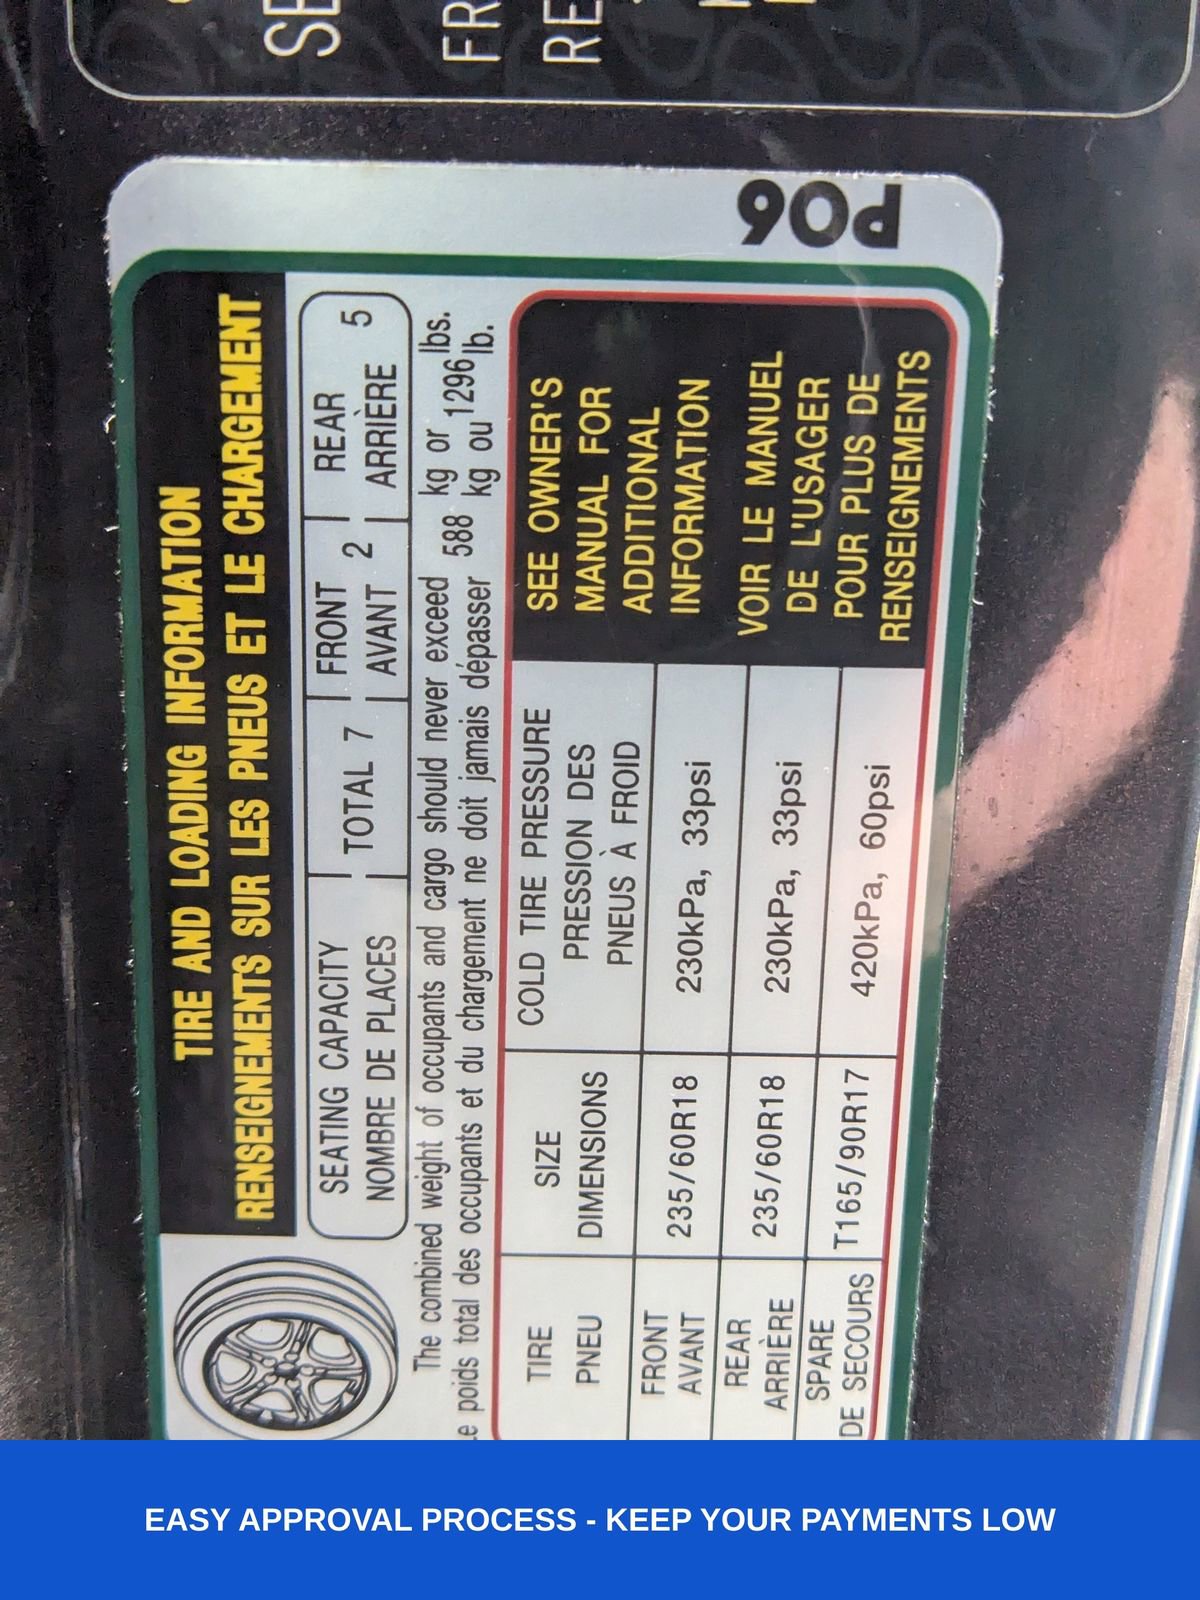 SE
FR
RE
P06
TIRE AND LOADING INFORMATION
RENSEIGNEMENTS SUR LES PNEUS ET LE CHARGEMENT
SEATING CAPACITY
NOMBRE DE PLACES
TOTAL 7
FRONT
AVANT 2
REAR
ARRIÈRE 5
The combined weight of occupants and cargo should never exceed 588 kg or 1296 lbs.
Le poids total des occupants et du chargement ne doit jamais dépasser 588 kg ou 1296 lb.
TIRE
PNEU
SIZE
DIMENSIONS
COLD TIRE PRESSURE
PRESSION DES
PNEUS À FROID
FRONT
AVANT
235/60R18
230kPa, 33psi
REAR
ARRIÈRE
235/60R18
230kPa, 33psi
SPARE
DE SECOURS
T165/90R17
420kPa, 60psi
SEE OWNER'S
MANUAL FOR
ADDITIONAL
INFORMATION
VOIR LE MANUEL
DE L'USAGER
POUR PLUS DE
RENSEIGNEMENTS
EASY APPROVAL PROCESS - KEEP YOUR PAYMENTS LOW